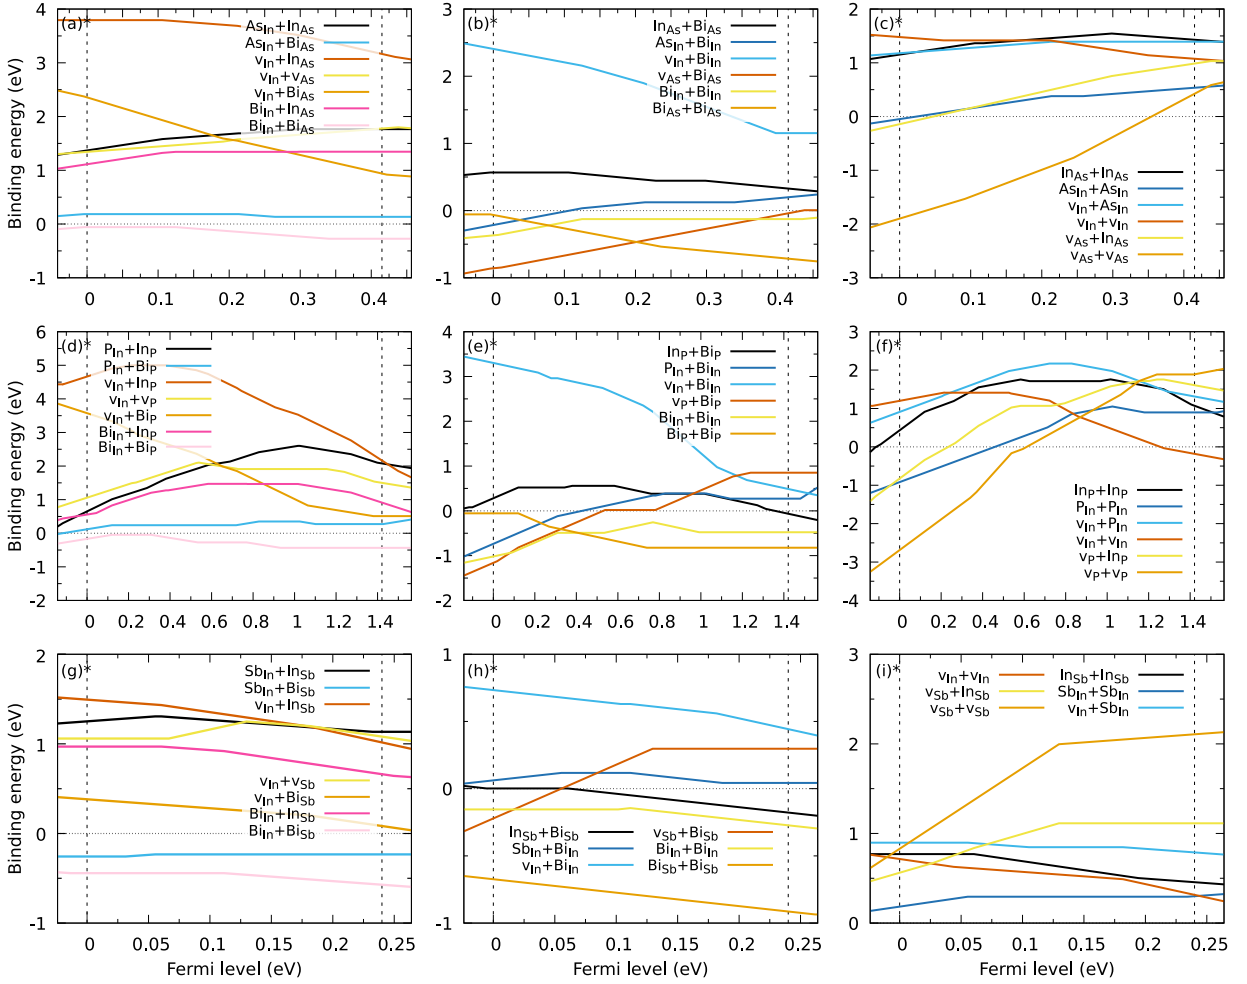 (a)*
As_In+In_As
As_In+Bi_As
v_In+In_As
v_In+v_As
v_In+Bi_As
Bi_In+In_As
Bi_In+Bi_As
Binding energy (eV)
4
3
2
1
0
-1
0 0.1 0.2 0.3 0.4
(b)*
In_As+Bi_As
As_In+Bi_In
v_In+Bi_In
v_As+Bi_As
Bi_In+Bi_In
Bi_As+Bi_As
3
2
1
0
-1
0 0.1 0.2 0.3 0.4
(c)*
In_As+In_As
As_In+As_In
v_In+As_In
v_In+v_In
v_As+In_As
v_As+v_As
2
1
0
-1
-2
-3
0 0.1 0.2 0.3 0.4
(d)*
P_In+In_P
P_In+Bi_P
v_In+In_P
v_In+v_P
v_In+Bi_P
Bi_In+In_P
Bi_In+Bi_P
Binding energy (eV)
6
5
4
3
2
1
0
-1
-2
0 0.2 0.4 0.6 0.8 1 1.2 1.4
(e)*
In_P+Bi_P
P_In+Bi_In
v_In+Bi_In
v_P+Bi_P
Bi_In+Bi_In
Bi_P+Bi_P
4
3
2
1
0
-1
-2
0 0.2 0.4 0.6 0.8 1 1.2 1.4
(f)*
In_P+In_P
P_In+P_In
v_In+P_In
v_In+v_In
v_P+In_P
v_P+v_P
3
2
1
0
-1
-2
-3
-4
0 0.2 0.4 0.6 0.8 1 1.2 1.4
(g)*
Sb_In+In_Sb
Sb_In+Bi_Sb
v_In+In_Sb
v_In+v_Sb
v_In+Bi_Sb
Bi_In+In_Sb
Bi_In+Bi_Sb
Binding energy (eV)
2
1
0
-1
0 0.05 0.1 0.15 0.2 0.25
Fermi level (eV)
(h)*
In_Sb+Bi_Sb
Sb_In+Bi_In
v_In+Bi_In
v_Sb+Bi_Sb
Bi_In+Bi_In
Bi_Sb+Bi_Sb
1
0
-1
0 0.05 0.1 0.15 0.2 0.25
Fermi level (eV)
(i)*
v_In+v_In
v_Sb+In_Sb
v_Sb+v_Sb
In_Sb+In_Sb
Sb_In+Sb_In
v_In+Sb_In
3
2
1
0
0 0.05 0.1 0.15 0.2 0.25
Fermi level (eV)